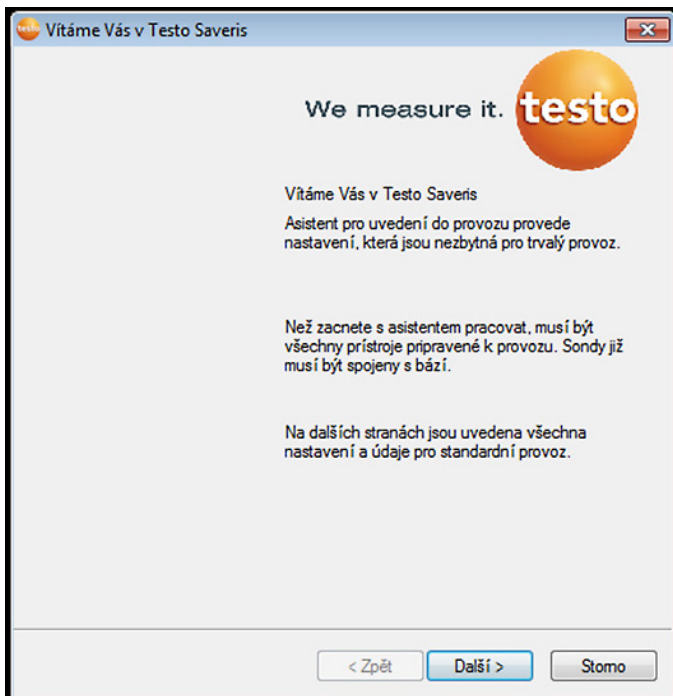 Vítáme Vás v Testo Saveris
We measure it. testo
Vítáme Vás v Testo Saveris
Asistent pro uvedení do provozu provede
nastavení, která jsou nezbytná pro trvalý provoz.
Než zacnete s asistentem pracovat, musí být
všechny prístroje pripravené k provozu. Sondy již
musí být spojeny s bází.
Na dalších stranách jsou uvedena všechna
nastavení a údaje pro standardní provoz.
< Zpět Další > Storno